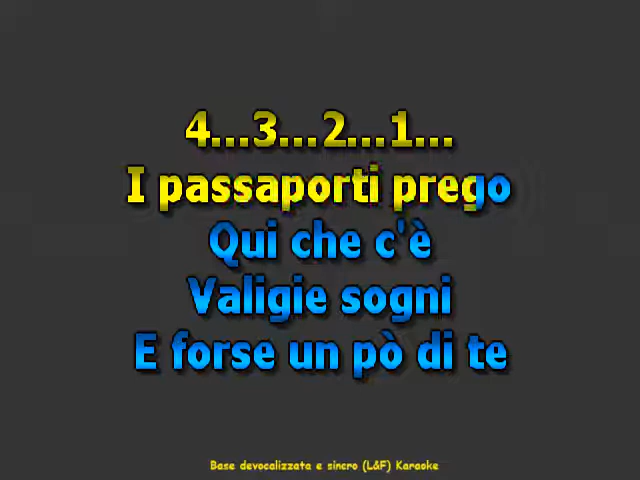 4...3...2...1...
I passaporti prego
Qui che c'è
Valigie sogni
E forse un pò di te
Base devocalizzata e sincro (L&F) Karaoke